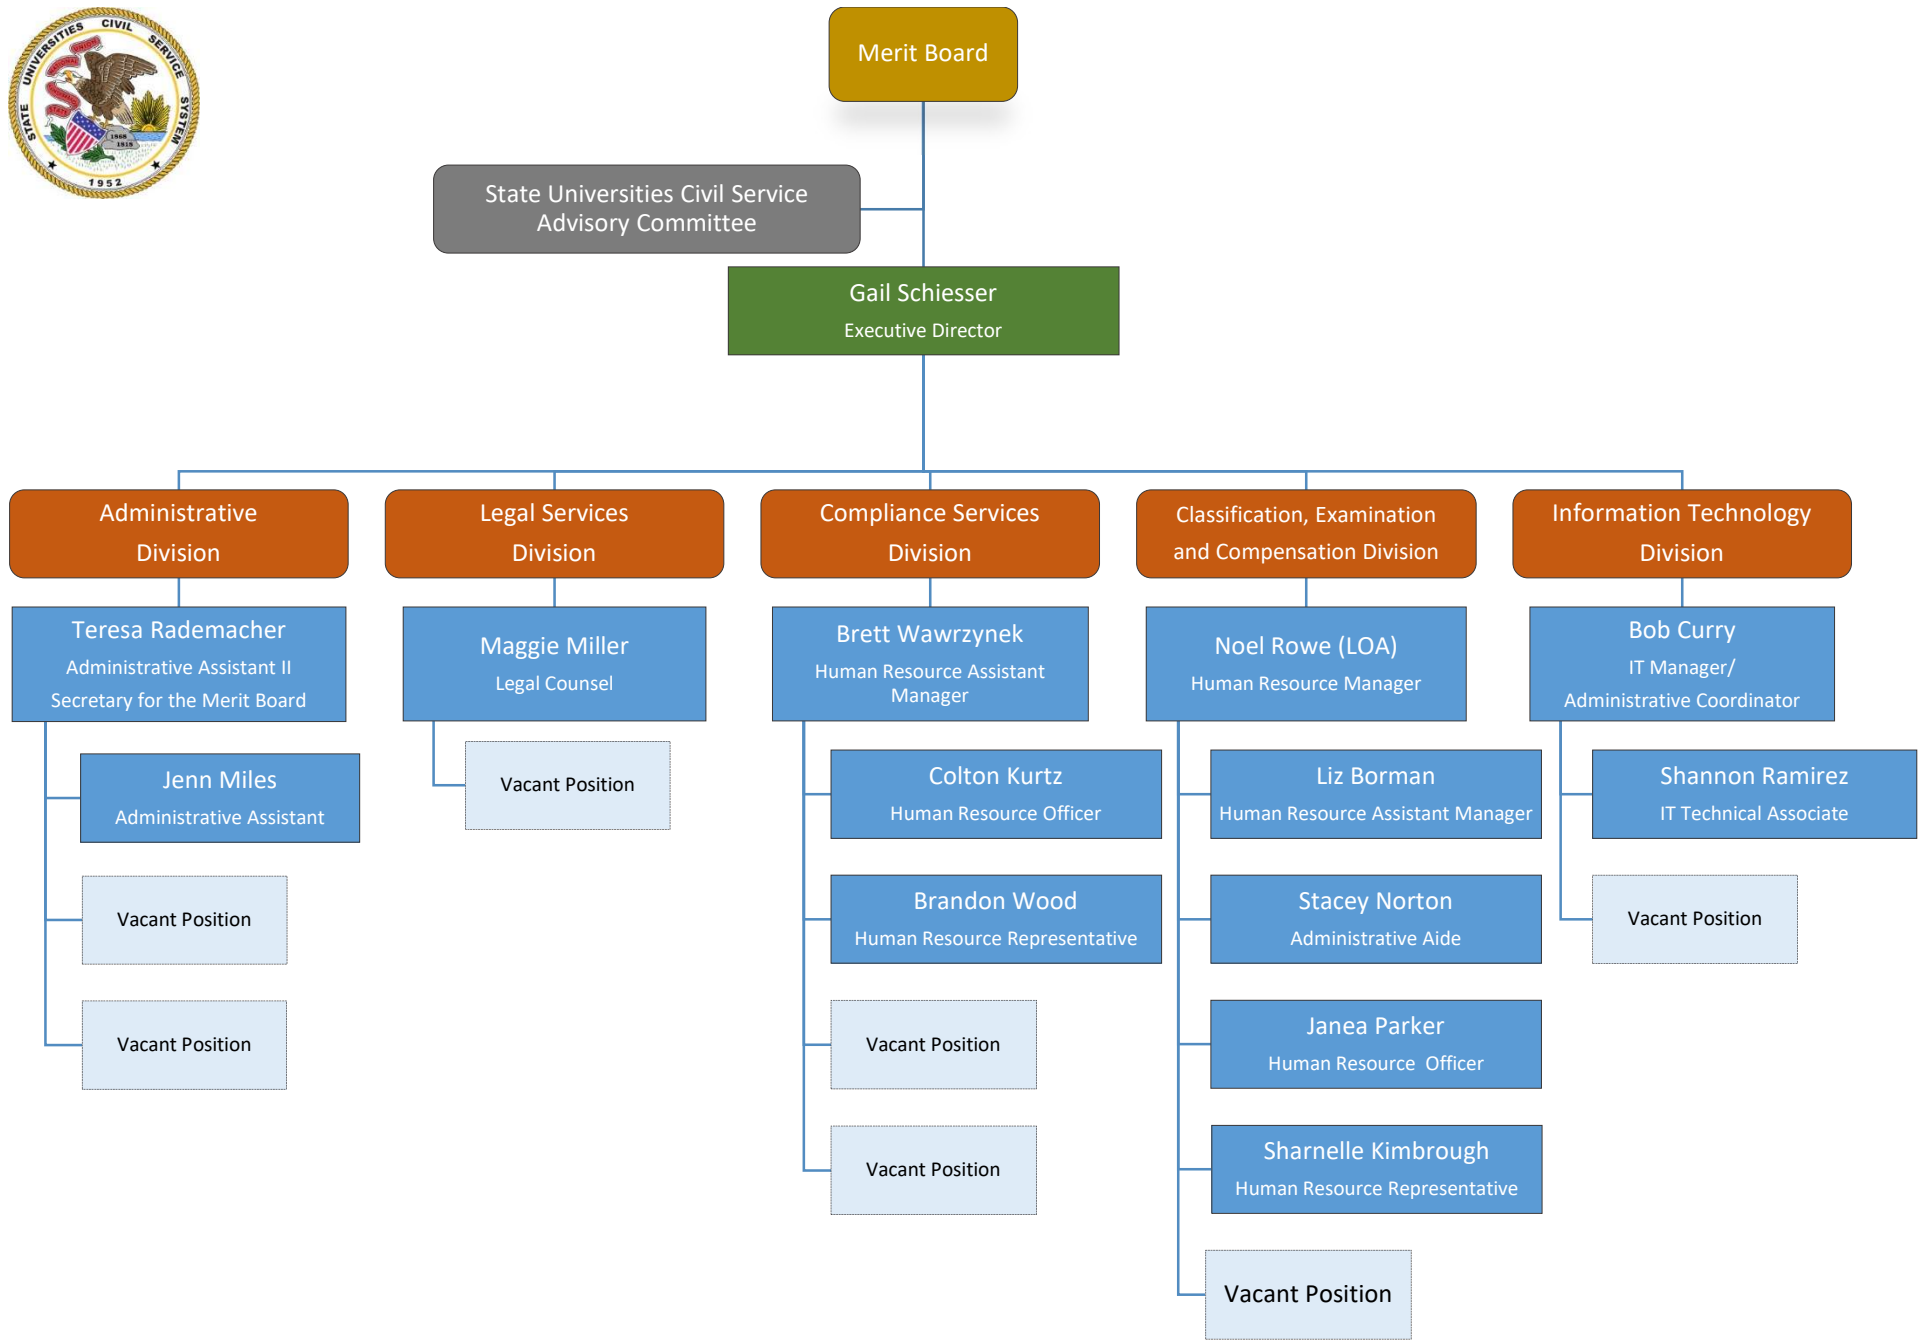 STATE UNIVERSITIES CIVIL SERVICE SYSTEM
1868
1818
1952
Merit Board
State Universities Civil Service
Advisory Committee
Gail Schiesser
Executive Director
Administrative
Division
Legal Services
Division
Compliance Services
Division
Classification, Examination
and Compensation Division
Information Technology
Division
Teresa Rademacher
Administrative Assistant II
Secretary for the Merit Board
Maggie Miller
Legal Counsel
Brett Wawrzynek
Human Resource Assistant
Manager
Noel Rowe (LOA)
Human Resource Manager
Bob Curry
IT Manager/
Administrative Coordinator
Jenn Miles
Administrative Assistant
Vacant Position
Vacant Position
Vacant Position
Colton Kurtz
Human Resource Officer
Brandon Wood
Human Resource Representative
Vacant Position
Vacant Position
Liz Borman
Human Resource Assistant Manager
Stacey Norton
Administrative Aide
Janea Parker
Human Resource  Officer
Sharnelle Kimbrough
Human Resource Representative
Vacant Position
Shannon Ramirez
IT Technical Associate
Vacant Position